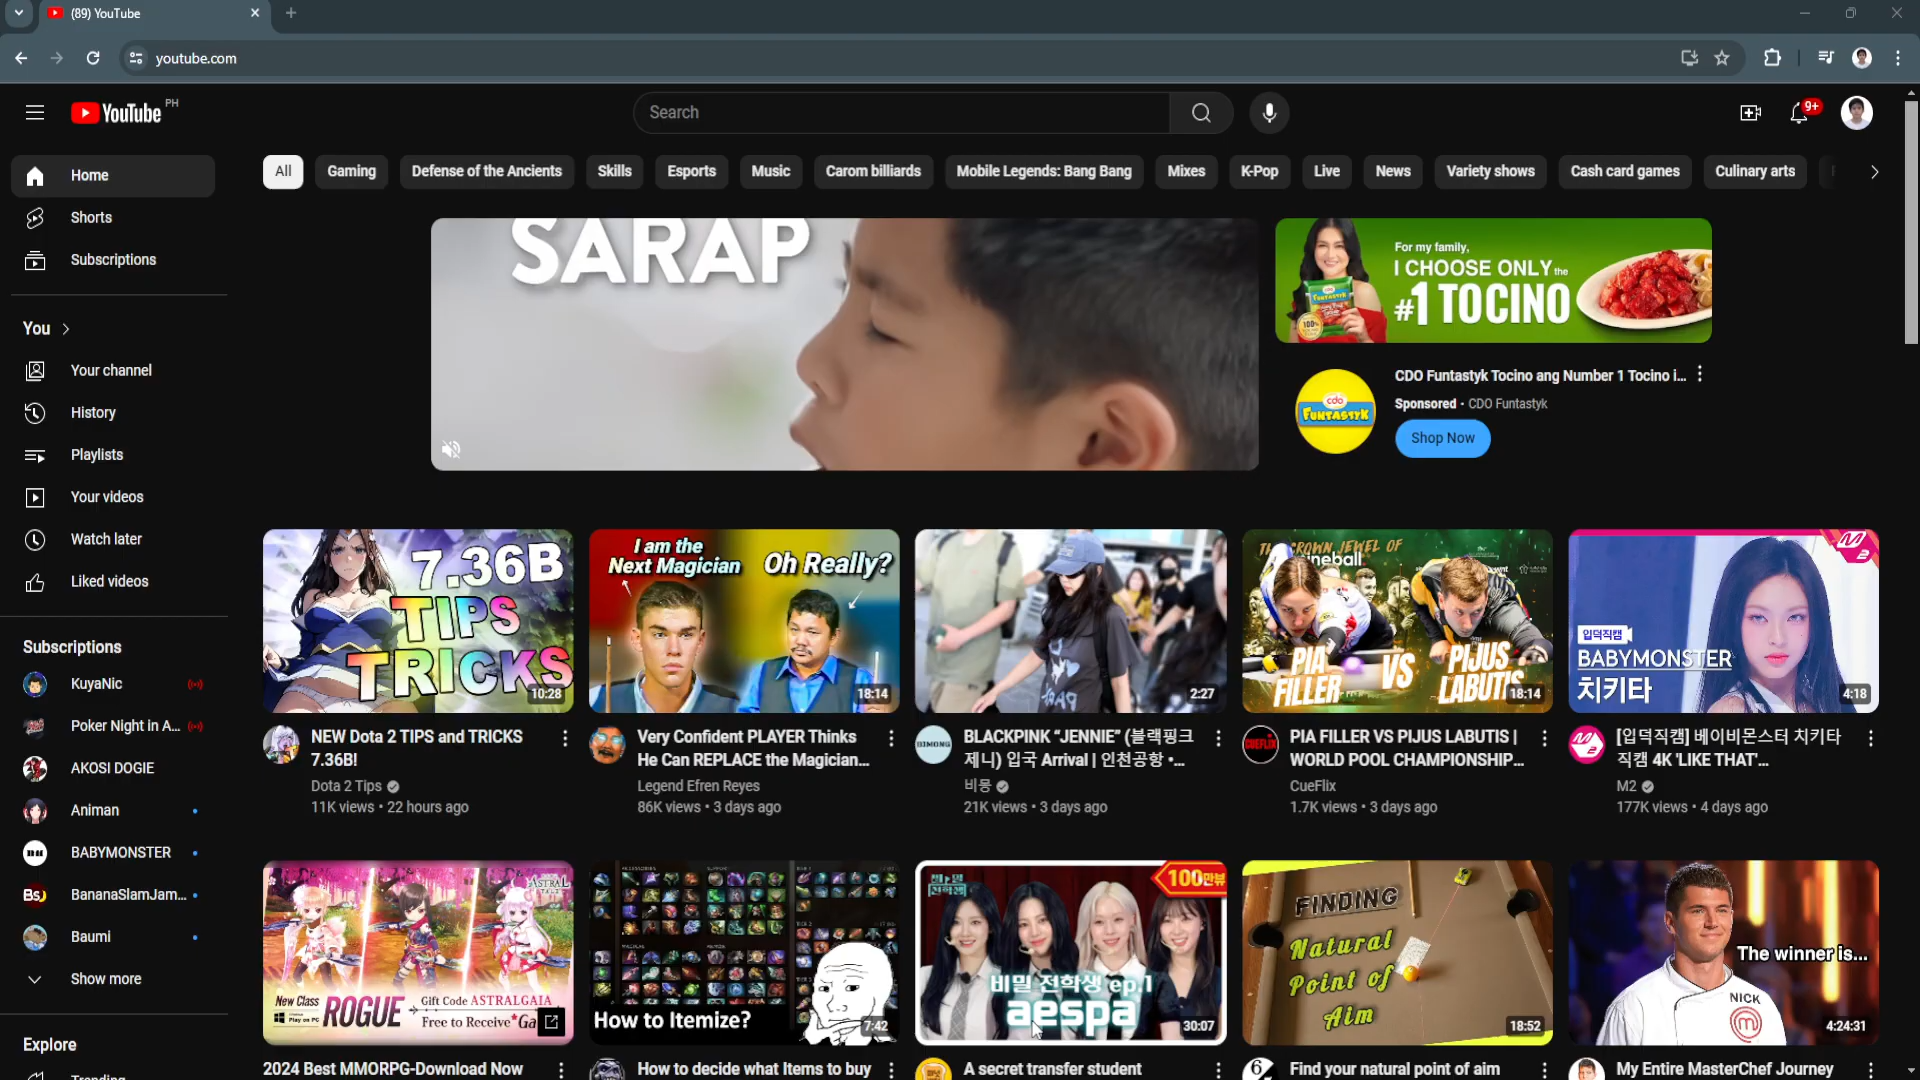 (89) YouTube
youtube.com
YouTube PH
Search
9+
Home
Shorts
Subscriptions
You
Your channel
History
Playlists
Your videos
Watch later
Liked videos
Subscriptions
KuyaNic
Poker Night in A...
AKOSI DOGIE
Animan
BABYMONSTER
BananaSlamJam...
Baumi
Show more
Explore
All
Gaming
Defense of the Ancients
Skills
Esports
Music
Carom billiards
Mobile Legends: Bang Bang
Mixes
K-Pop
Live
News
Variety shows
Cash card games
Culinary arts
SARAP
For my family,
I CHOOSE ONLY the
#1 TOCINO
CDO Funtastyk Tocino ang Number 1 Tocino i...
Sponsored • CDO Funtastyk
cdo
FUNTASTYK
Shop Now
7.36B
TIPS
TRICKS
10:28
NEW Dota 2 TIPS and TRICKS
7.36B!
Dota 2 Tips
11K views • 22 hours ago
I am the
Next Magician
Oh Really?
18:14
Very Confident PLAYER Thinks
He Can REPLACE the Magician...
Legend Efren Reyes
86K views • 3 days ago
2:27
BIMONG
BLACKPINK “JENNIE” (블랙핑크
제니) 입국 Arrival | 인천공항 •...
비몽
21K views • 3 days ago
THE CROWN JEWEL OF
nineball
PIA
FILLER
VS
PIJUS
LABUTIS
18:14
CUEFLIX
PIA FILLER VS PIJUS LABUTIS |
WORLD POOL CHAMPIONSHIP...
CueFlix
1.7K views • 3 days ago
입덕직캠
BABYMONSTER
치키타
4:18
[입덕직캠] 베이비몬스터 치키타
직캠 4K 'LIKE THAT'...
M2
177K views • 4 days ago
ASTRAL
New Class
Play on PC
ROGUE
Gift Code ASTRALGAIA
Free to Receive*Ga
2024 Best MMORPG-Download Now
How to Itemize?
7:42
How to decide what Items to buy
100만뷰
비밀 전학생 ep.1
aespa
30:07
A secret transfer student
FINDING
Natural
Point of
Aim
18:52
Find your natural point of aim
The winner is...
NICK
4:24:31
My Entire MasterChef Journey